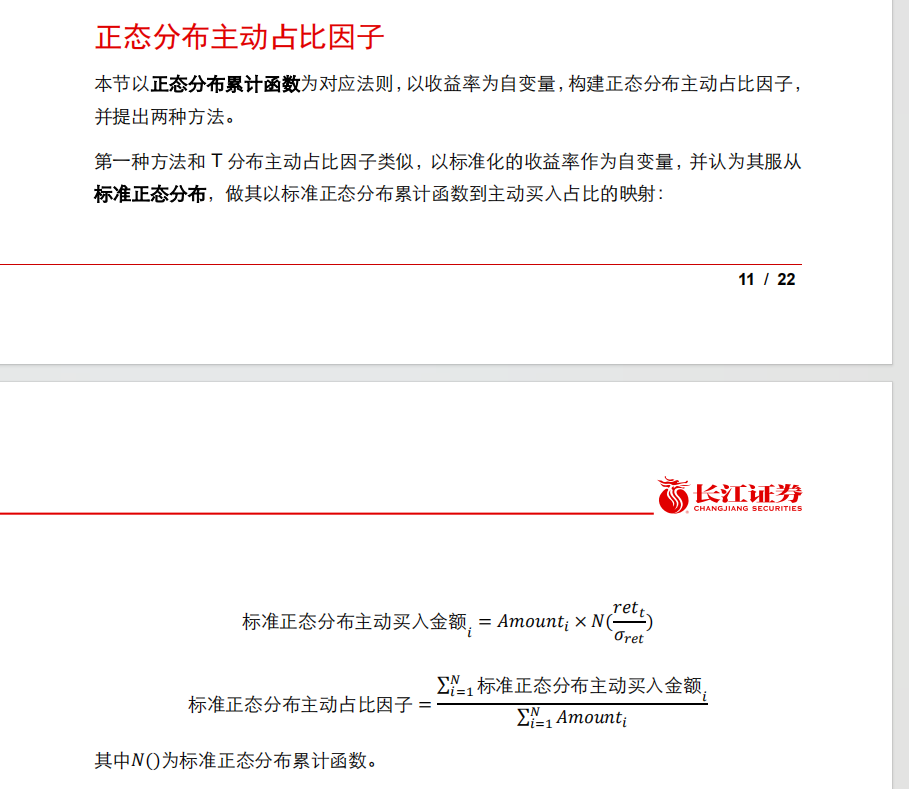 正态分布主动占比因子
本节以正态分布累计函数为对应法则，以收益率为自变量，构建正态分布主动占比因子，
并提出两种方法。
第一种方法和 T 分布主动占比因子类似，以标准化的收益率作为自变量，并认为其服从
标准正态分布，做其以标准正态分布累计函数到主动买入占比的映射：
11 / 22
长江证券
CHANGJIANG SECURITIES
标准正态分布主动买入金额_i = Amount_i × N(ret_t / σ_ret)
标准正态分布主动占比因子 = ∑_{i=1}^{N} 标准正态分布主动买入金额_i / ∑_{i=1}^{N} Amount_i
其中N()为标准正态分布累计函数。